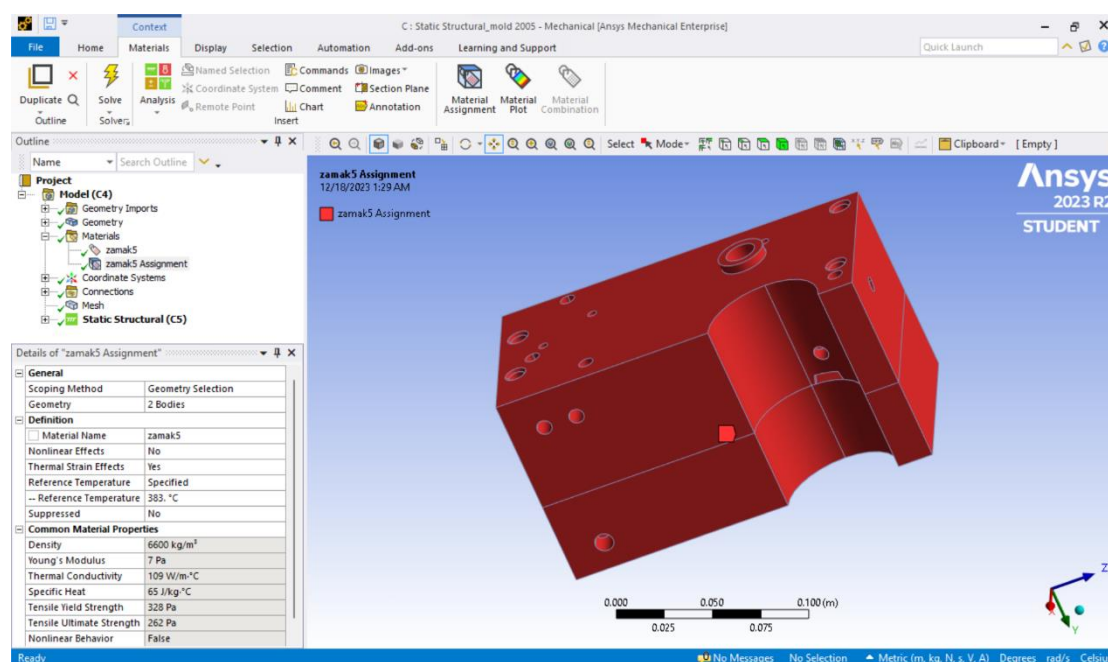 Context
C : Static Structural_mold 2005 - Mechanical [Ansys Mechanical Enterprise]
File Home Materials Display Selection Automation Add-ons Learning and Support
Quick Launch
Duplicate
Outline
Solve
Solvers
Analysis
Named Selection
Coordinate System
Remote Point
Commands
Comment
Chart
Images
Section Plane
Annotation
Insert
Material Assignment
Material Plot
Material Combination
Outline
Name
Search Outline
Project
Model (C4)
Geometry Imports
Geometry
Materials
zamak5
zamak5 Assignment
Coordinate Systems
Connections
Mesh
Static Structural (C5)
Select Mode Clipboard [ Empty ]
zamak5 Assignment
12/18/2023 1:29 AM
zamak5 Assignment
Ansys
2023 R2
STUDENT
0.000 0.050 0.100 (m)
0.025 0.075
Z
Y
Details of "zamak5 Assignment"
General
Scoping Method Geometry Selection
Geometry 2 Bodies
Definition
Material Name zamak5
Nonlinear Effects No
Thermal Strain Effects Yes
Reference Temperature Specified
-- Reference Temperature 383. °C
Suppressed No
Common Material Properties
Density 6600 kg/m³
Young's Modulus 7 Pa
Thermal Conductivity 109 W/m·°C
Specific Heat 65 J/kg·°C
Tensile Yield Strength 328 Pa
Tensile Ultimate Strength 262 Pa
Nonlinear Behavior False
Ready
No Messages No Selection Metric (m, kg, N, s, V, A) Degrees rad/s Celsius